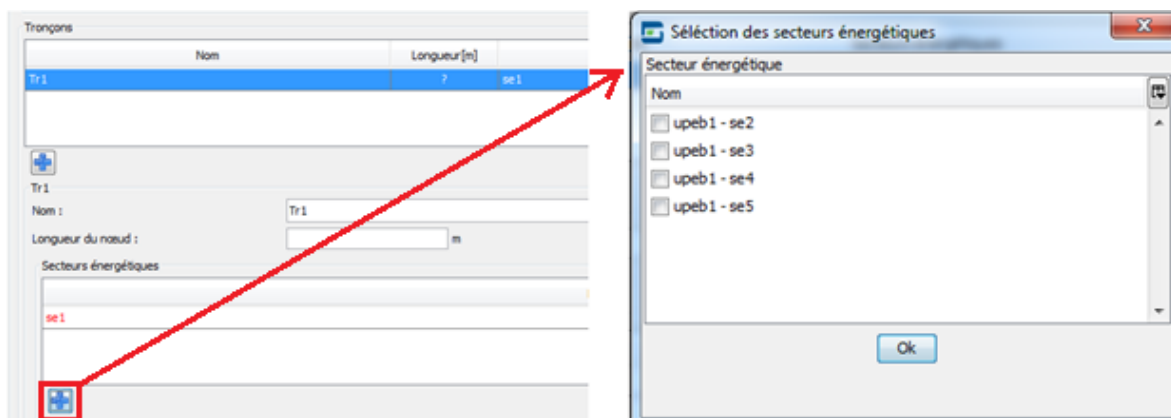 Tronçons
Nom Longueur[m]
Tr1 ? se1
Tr1
Nom : Tr1
Longueur du nœud : m
Secteurs énergétiques
se1
Séléction des secteurs énergétiques
Secteur énergétique
Nom
upeb1 - se2
upeb1 - se3
upeb1 - se4
upeb1 - se5
Ok